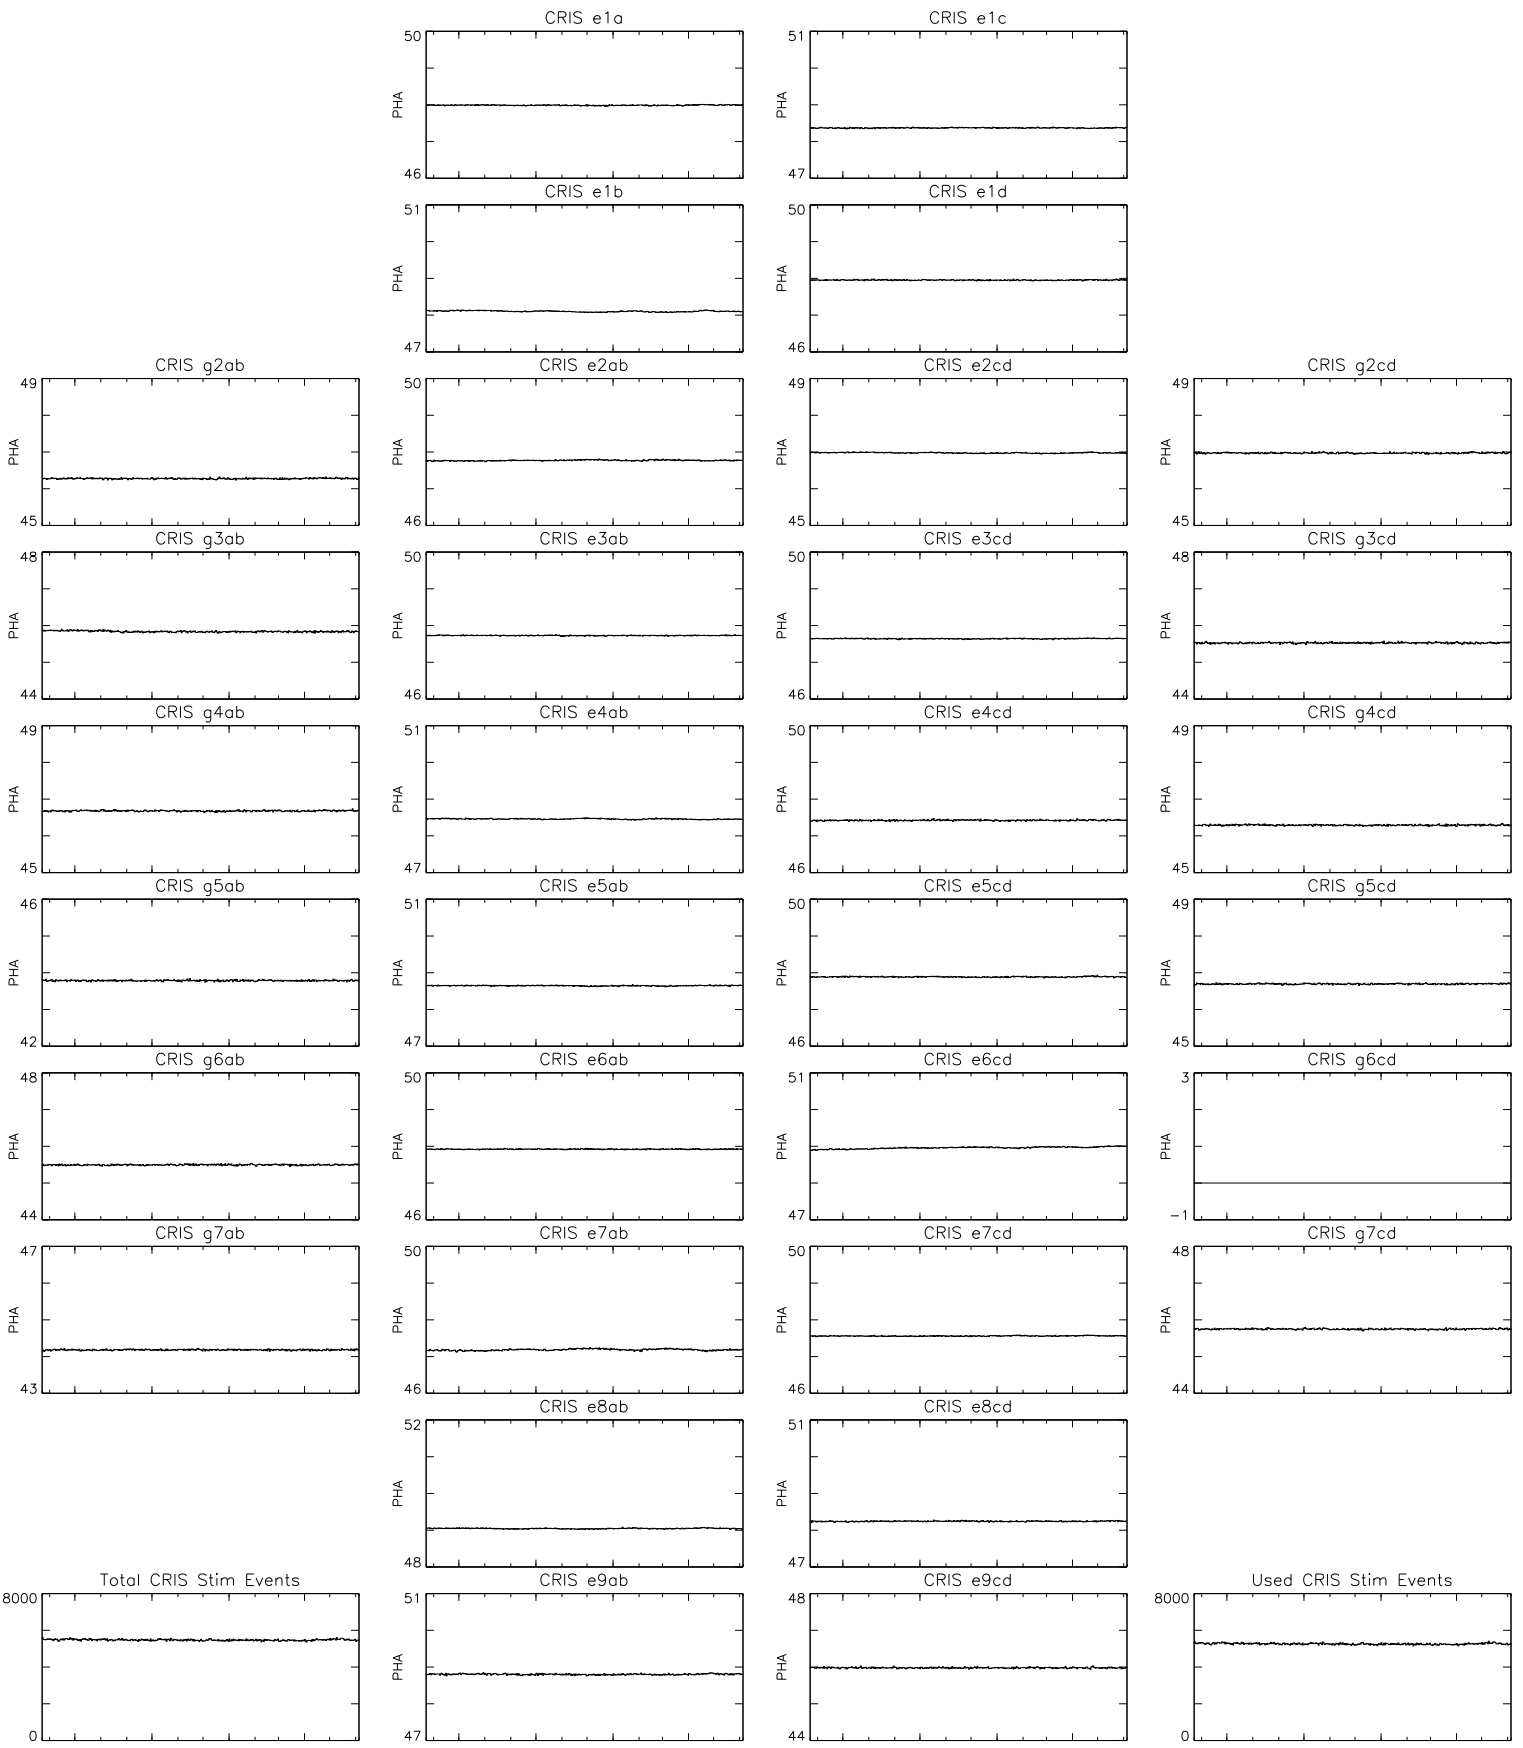 CRIS e1a
50
PHA
46
CRIS e1c
51
PHA
47
CRIS e1b
51
PHA
47
CRIS e1d
50
PHA
46
CRIS g2ab
49
PHA
45
CRIS e2ab
50
PHA
46
CRIS e2cd
49
PHA
45
CRIS g2cd
49
PHA
45
CRIS g3ab
48
PHA
44
CRIS e3ab
50
PHA
46
CRIS e3cd
50
PHA
46
CRIS g3cd
48
PHA
44
CRIS g4ab
49
PHA
45
CRIS e4ab
51
PHA
47
CRIS e4cd
50
PHA
46
CRIS g4cd
49
PHA
45
CRIS g5ab
46
PHA
42
CRIS e5ab
51
PHA
47
CRIS e5cd
50
PHA
46
CRIS g5cd
49
PHA
45
CRIS g6ab
48
PHA
44
CRIS e6ab
50
PHA
46
CRIS e6cd
51
PHA
47
CRIS g6cd
3
PHA
−1
CRIS g7ab
47
PHA
43
CRIS e7ab
50
PHA
46
CRIS e7cd
50
PHA
46
CRIS g7cd
48
PHA
44
CRIS e8ab
52
PHA
48
CRIS e8cd
51
PHA
47
Total CRIS Stim Events
8000
0
CRIS e9ab
51
PHA
47
CRIS e9cd
48
PHA
44
Used CRIS Stim Events
8000
0